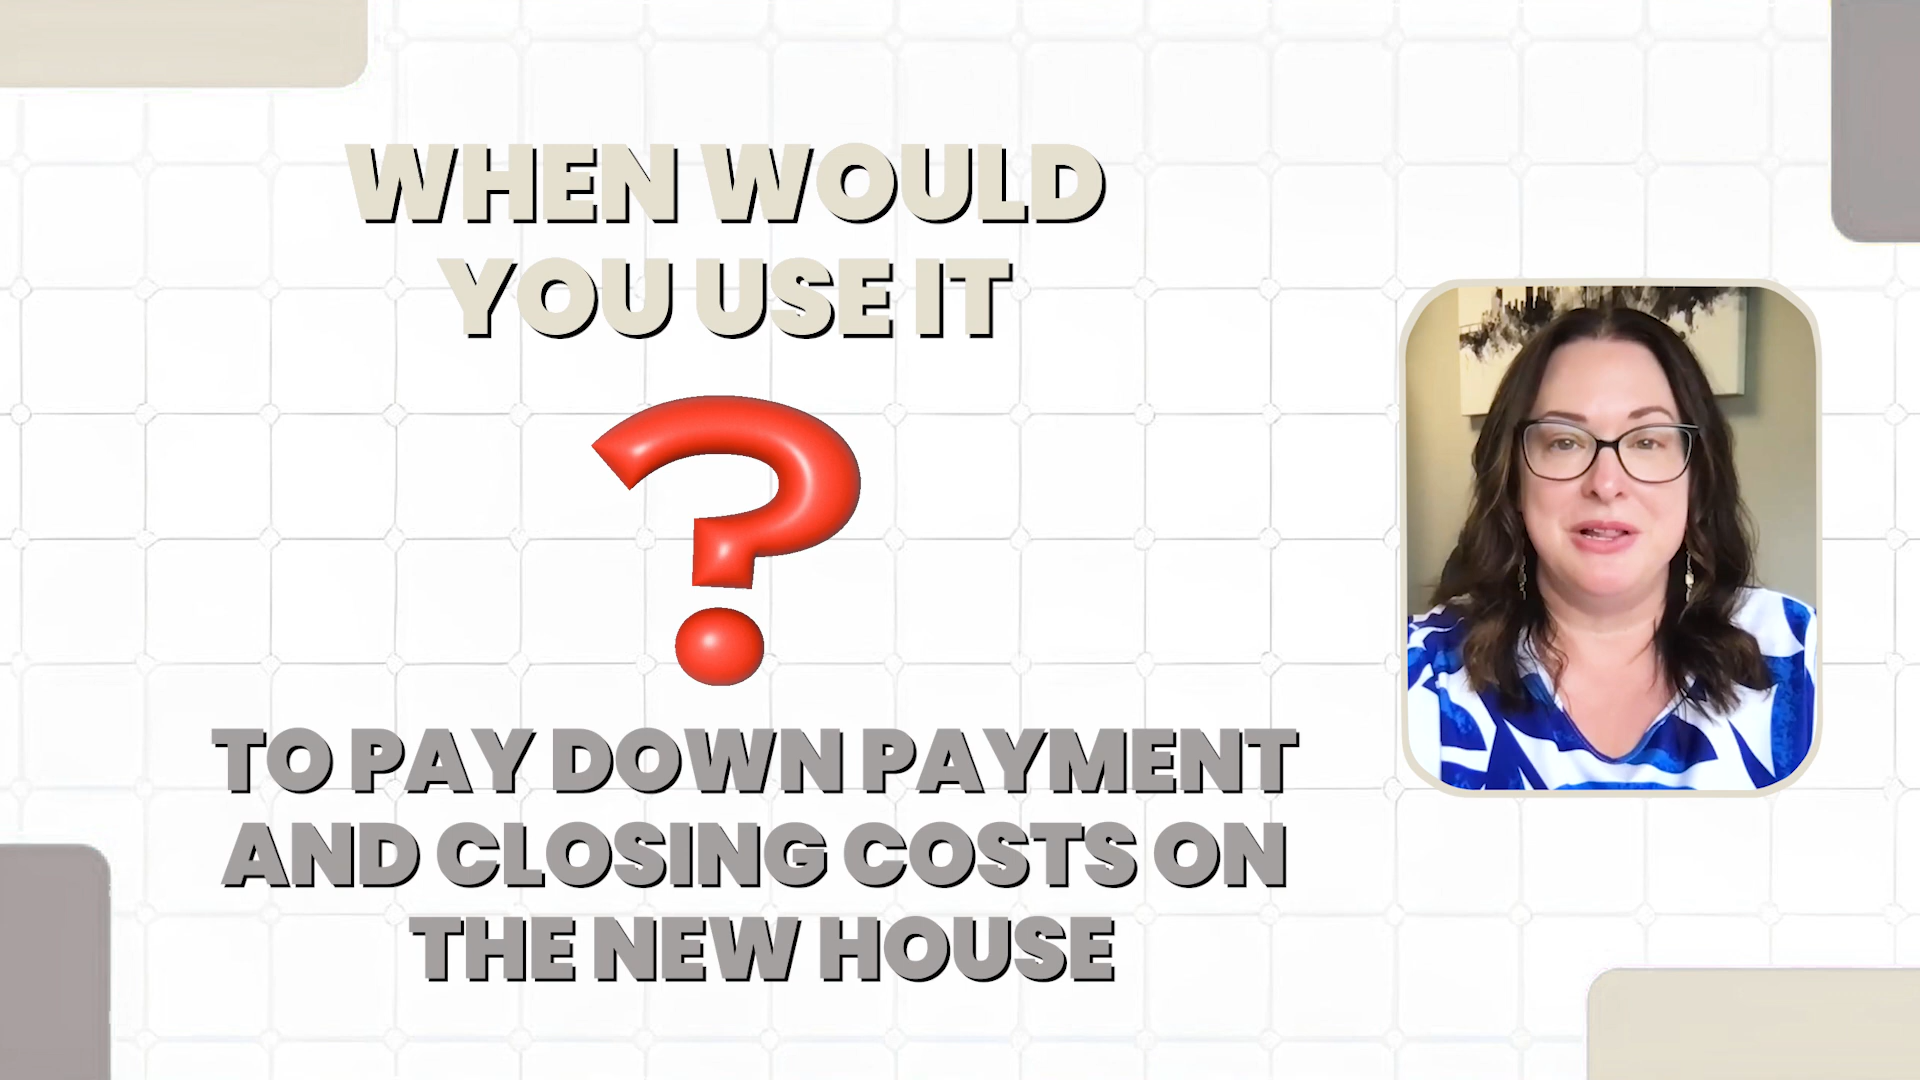 WHEN WOULD
YOU USE IT
?
TO PAY DOWN PAYMENT
AND CLOSING COSTS ON
THE NEW HOUSE